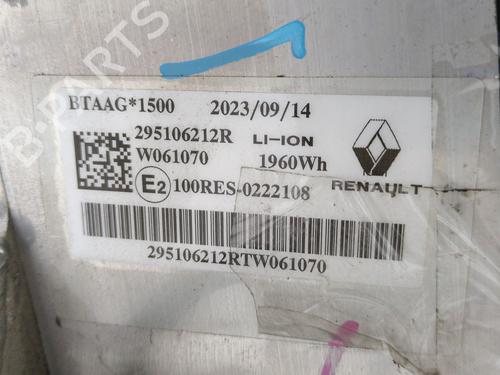 B-PARTS
BTAAG*1500 2023/09/14
295106212R LI-ION
W061070 1960Wh
E2 100RES-0222108 RENAULT
295106212RTW061070